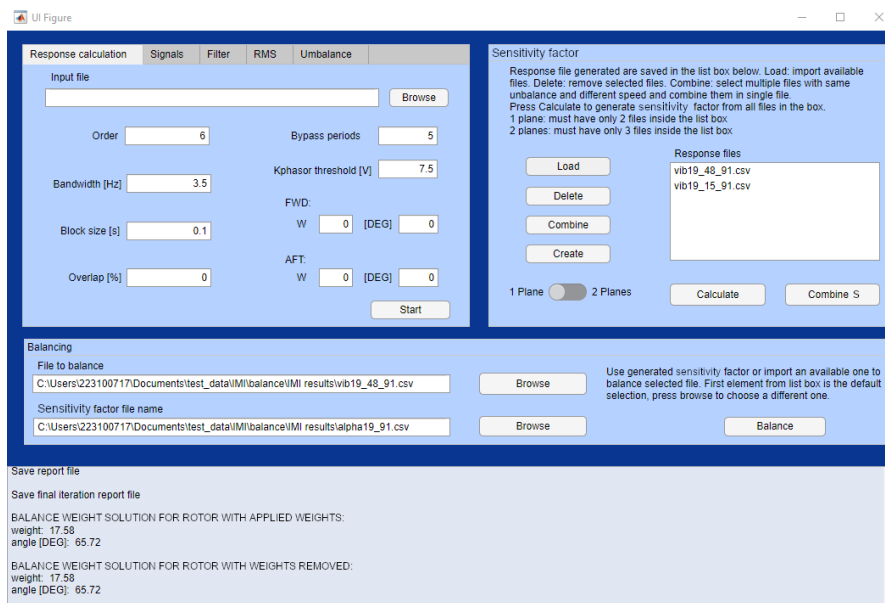 UI Figure
Response calculation Signals Filter RMS Umbalance
Input file
Browse
Order 6 Bypass periods 5
Kphasor threshold [V] 7.5
Bandwidth [Hz] 3.5
FWD:
Block size [s] 0.1 W 0 [DEG] 0
AFT:
Overlap [%] 0 W 0 [DEG] 0
Start
Sensitivity factor
Response file generated are saved in the list box below. Load: import available
files. Delete: remove selected files. Combine: select multiple files with same
unbalance and different speed and combine them in single file.
Press Calculate to generate sensitivity factor from all files in the box.
1 plane: must have only 2 files inside the list box
2 planes: must have only 3 files inside the list box
Response files
Load
vib19_48_91.csv
vib19_15_91.csv
Delete
Combine
Create
1 Plane 2 Planes Calculate Combine S
Balancing
File to balance
C:\Users\223100717\Documents\test_data\IMI\balance\IMI results\vib19_48_91.csv Browse
Sensitivity factor file name
C:\Users\223100717\Documents\test_data\IMI\balance\IMI results\alpha19_91.csv Browse
Use generated sensitivity factor or import an available one to
balance selected file. First element from list box is the default
selection, press browse to choose a different one.
Balance
Save report file
Save final iteration report file
BALANCE WEIGHT SOLUTION FOR ROTOR WITH APPLIED WEIGHTS:
weight: 17.58
angle [DEG]: 65.72
BALANCE WEIGHT SOLUTION FOR ROTOR WITH WEIGHTS REMOVED:
weight: 17.58
angle [DEG]: 65.72